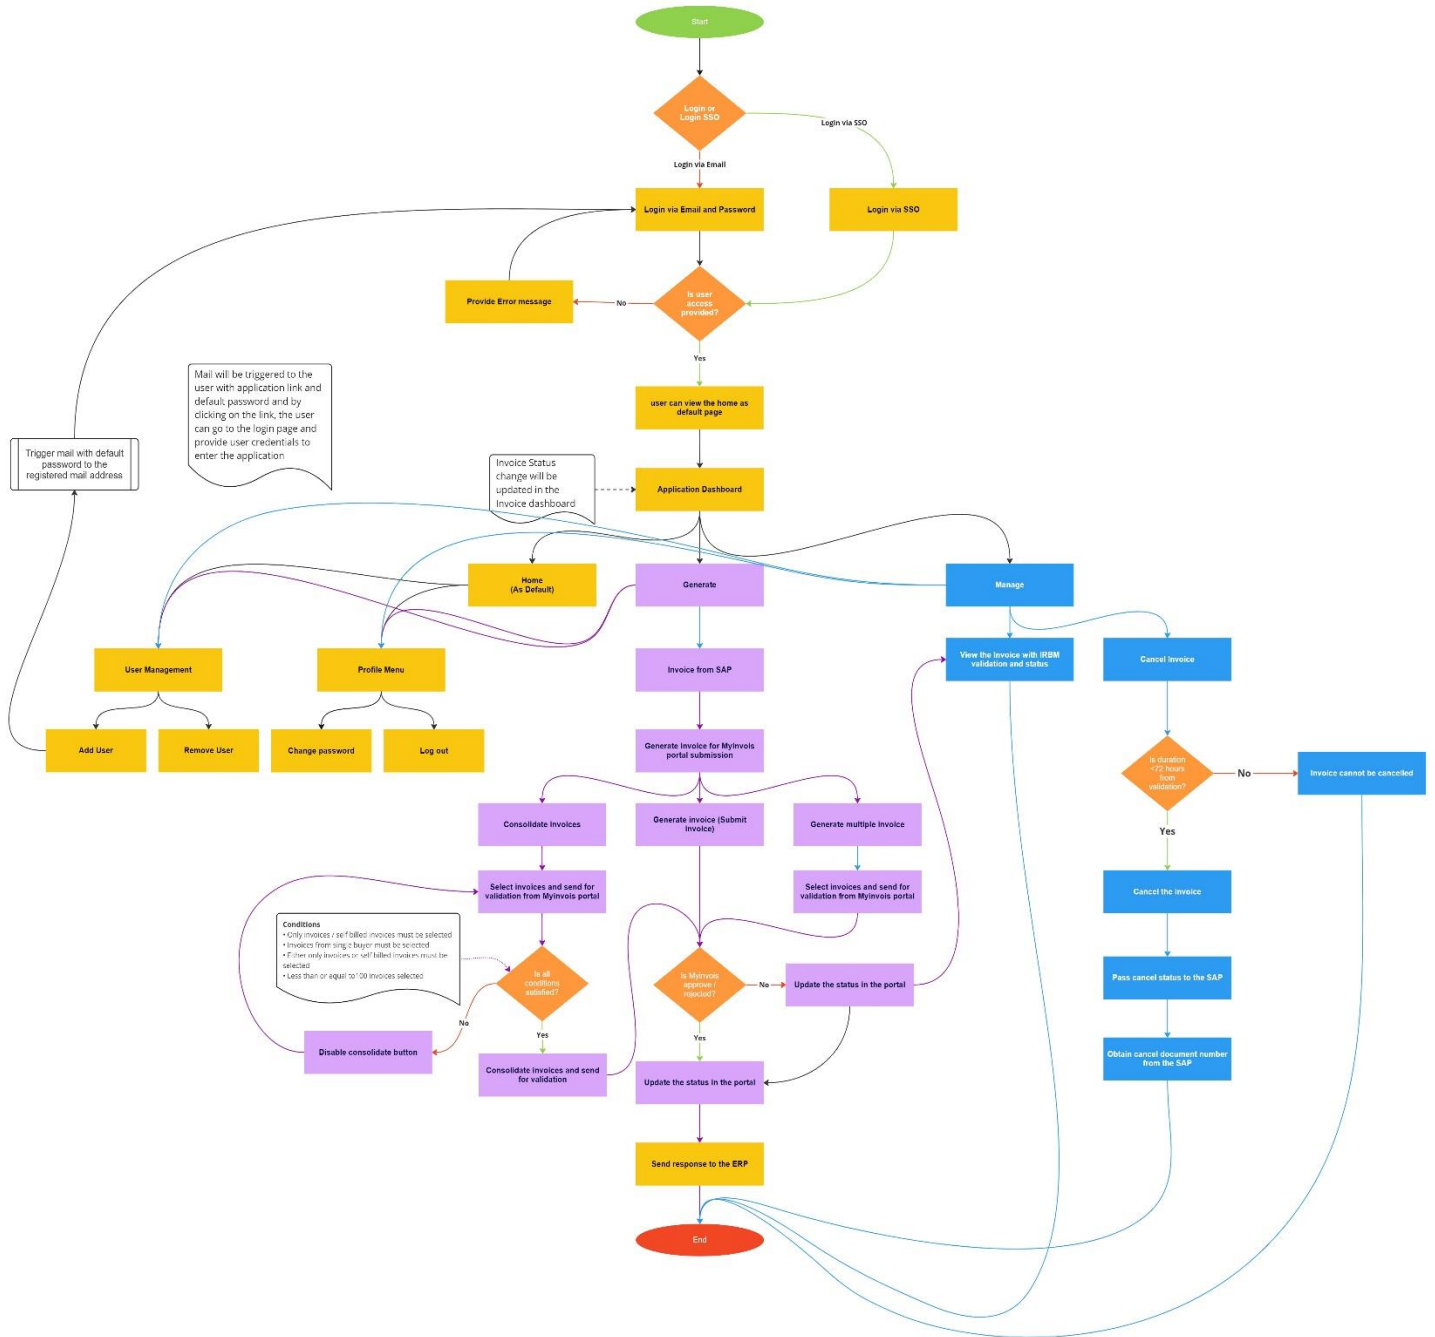 Start
Login or
Login SSO
Login via SSO
Login via Email
Login via Email and Password
Login via SSO
Provide Error message
No
Is user
access
provided?
Yes
Mail will be triggered to the
user with application link and
default password and by
clicking on the link, the user
can go to the login page and
provide user credentials to
enter the application
user can view the home as
default page
Trigger mail with default
password to the
registered mail address
Invoice Status
change will be
updated in the
Invoice dashboard
Application Dashboard
Home
(As Default)
Generate
Manage
User Management
Profile Menu
Invoice from SAP
View the Invoice with IRBM
validation and status
Cancel Invoice
Add User
Remove User
Change password
Log out
Generate invoice for MyInvois
portal submission
Is duration
<72 hours
from
validation?
No
Invoice cannot be cancelled
Consolidate Invoices
Generate invoice (Submit
Invoice)
Generate multiple Invoice
Yes
Select invoices and send for
validation from MyInvois portal
Select invoices and send for
validation from MyInvois portal
Cancel the Invoice
Conditions
• Only invoices / self billed invoices must be selected
• Invoices from single buyer must be selected
• Either only invoices or self billed invoices must be
selected
• Less than or equal to 100 invoices selected
Is all
conditions
satisfied?
Is MyInvois
approve /
rejected?
No
Update the status in the portal
Pass cancel status to the SAP
No
Yes
Yes
Disable consolidate button
Consolidate invoices and send
for validation
Update the status in the portal
Obtain cancel document number
from the SAP
Send response to the ERP
End